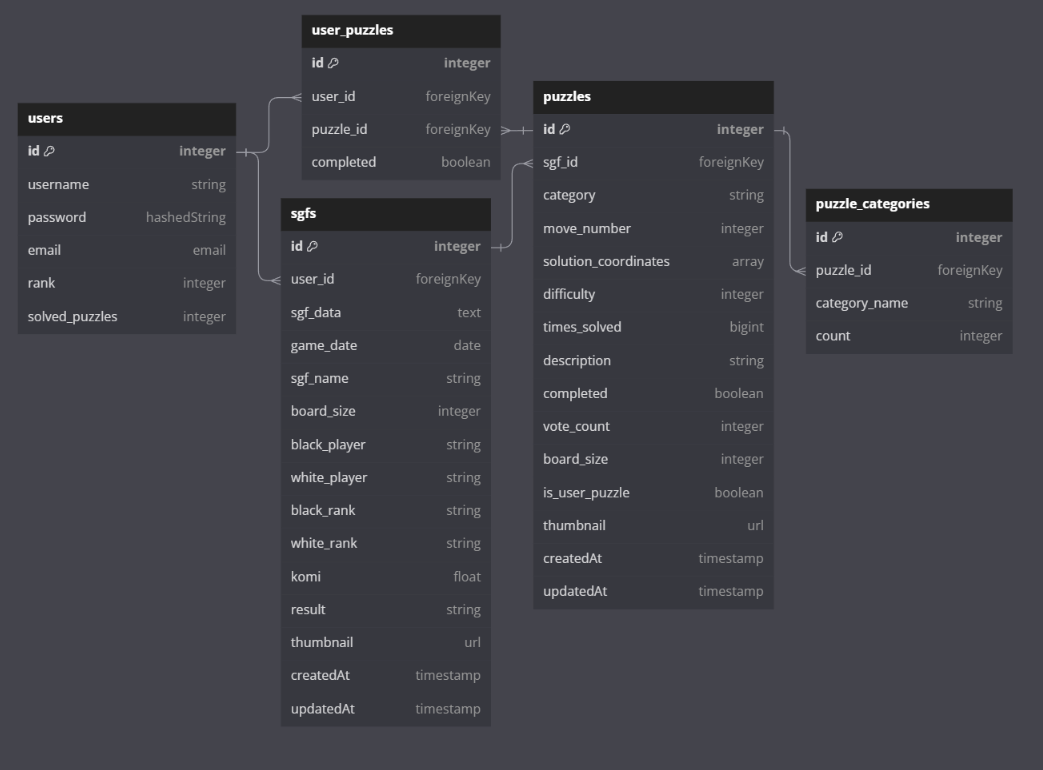 user_puzzles
id integer
user_id foreignKey
puzzle_id foreignKey
completed boolean
users
id integer
username string
password hashedString
email email
rank integer
solved_puzzles integer
sgfs
id integer
user_id foreignKey
sgf_data text
game_date date
sgf_name string
board_size integer
black_player string
white_player string
black_rank string
white_rank string
komi float
result string
thumbnail url
createdAt timestamp
updatedAt timestamp
puzzles
id integer
sgf_id foreignKey
category string
move_number integer
solution_coordinates array
difficulty integer
times_solved bigint
description string
completed boolean
vote_count integer
board_size integer
is_user_puzzle boolean
thumbnail url
createdAt timestamp
updatedAt timestamp
puzzle_categories
id integer
puzzle_id foreignKey
category_name string
count integer